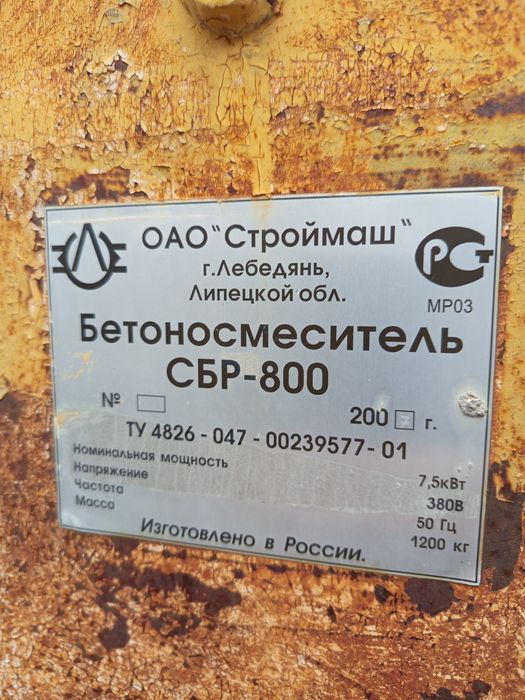 ОАО "Строймаш"
г.Лебедянь,
Липецкой обл.
РСТ
МР03
Бетоносмеситель
СБР-800
№ 200 г.
ТУ 4826 - 047 - 00239577- 01
Номинальная мощность 7,5кВт
Напряжение 380В
Частота 50 Гц
Масса 1200 кг
Изготовлено в России.